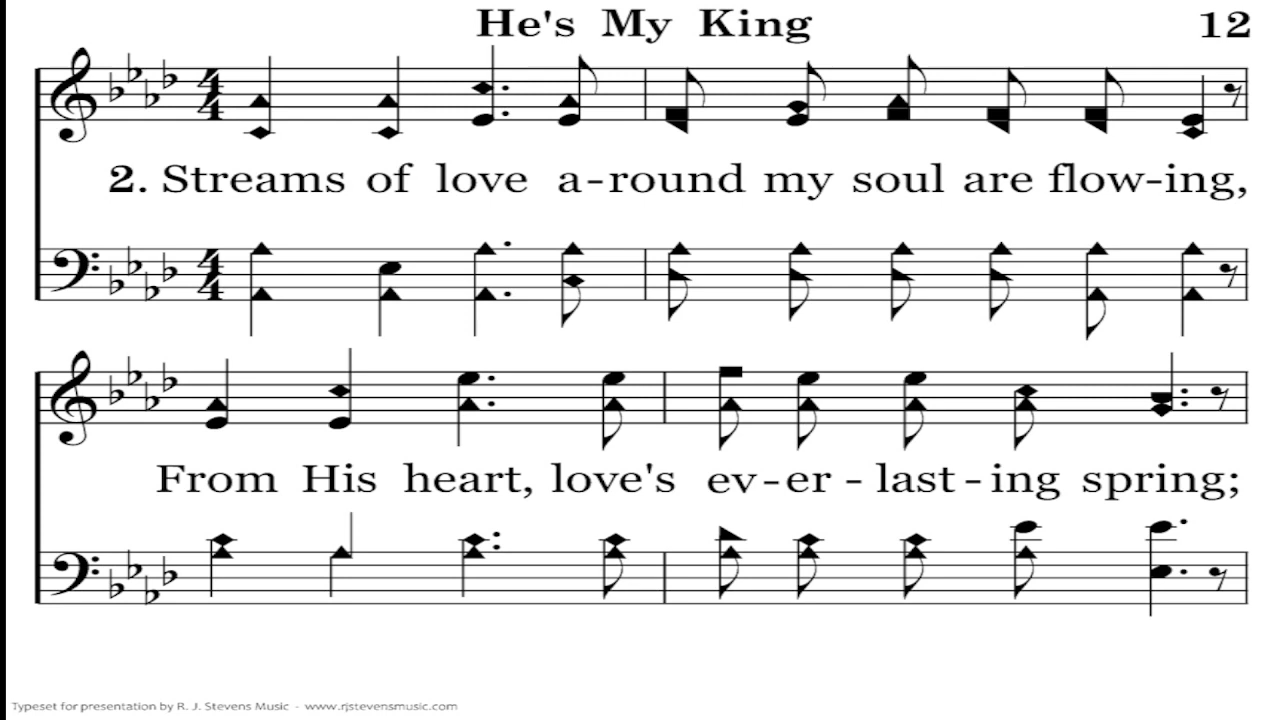 He's My King 12
2. Streams of love a-round my soul are flow-ing,
From His heart, love's ev-er-last-ing spring;
Typeset for presentation by R. J. Stevens Music - www.rjstevensmusic.com